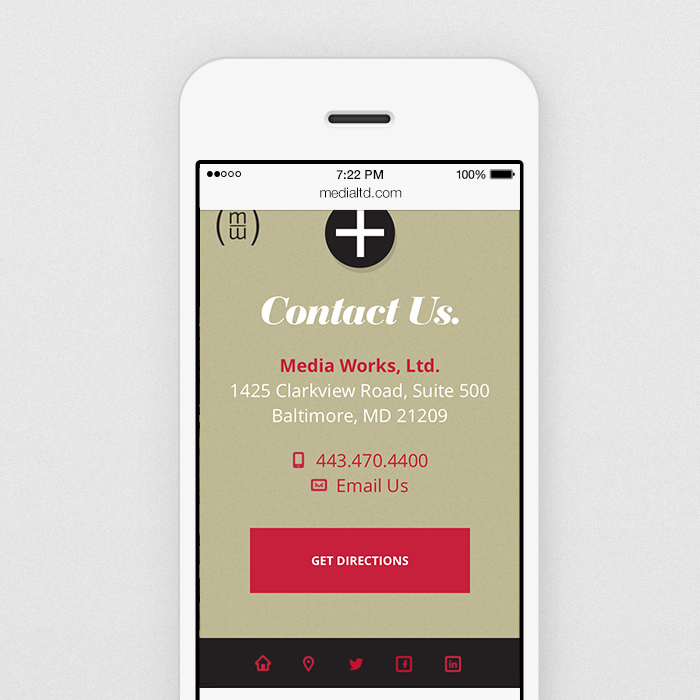 7:22 PM
100%
medialtd.com
(m
w)
Contact Us.
Media Works, Ltd.
1425 Clarkview Road, Suite 500
Baltimore, MD 21209
443.470.4400
Email Us
GET DIRECTIONS
f
in